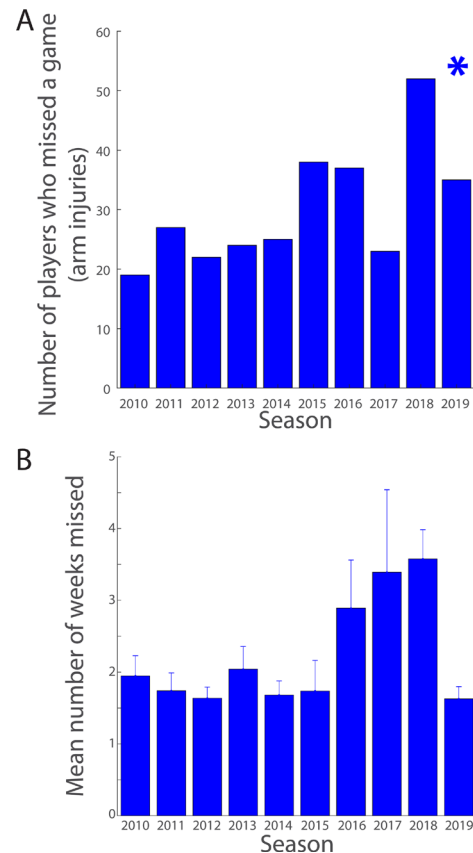 A
Number of players who missed a game
(arm injuries)
60
50
40
30
20
10
0
*
2010 2011 2012 2013 2014 2015 2016 2017 2018 2019
Season
B
Mean number of weeks missed
5
4
3
2
1
0
2010 2011 2012 2013 2014 2015 2016 2017 2018 2019
Season